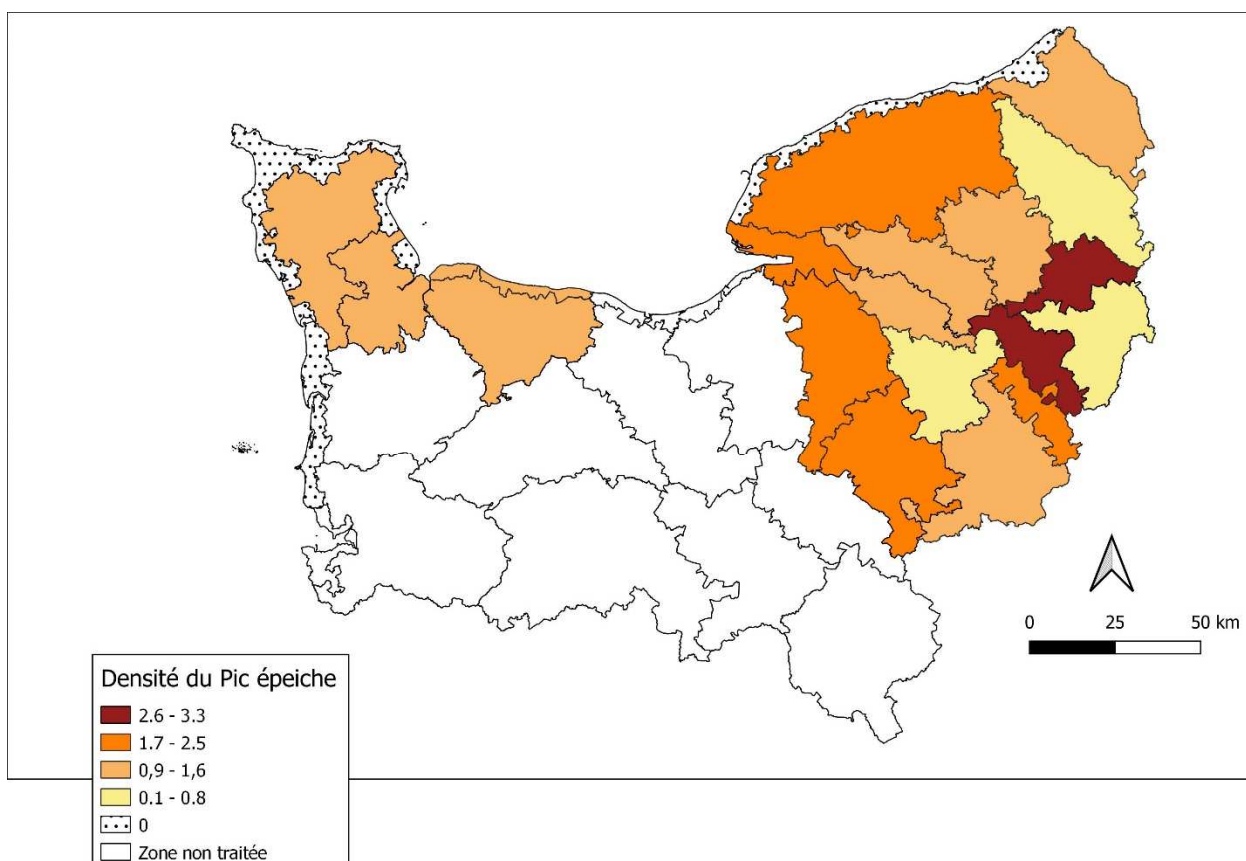 0 25 50 km
Densité du Pic épeiche
2.6 - 3.3
1.7 - 2.5
0,9 - 1,6
0.1 - 0.8
0
Zone non traitée